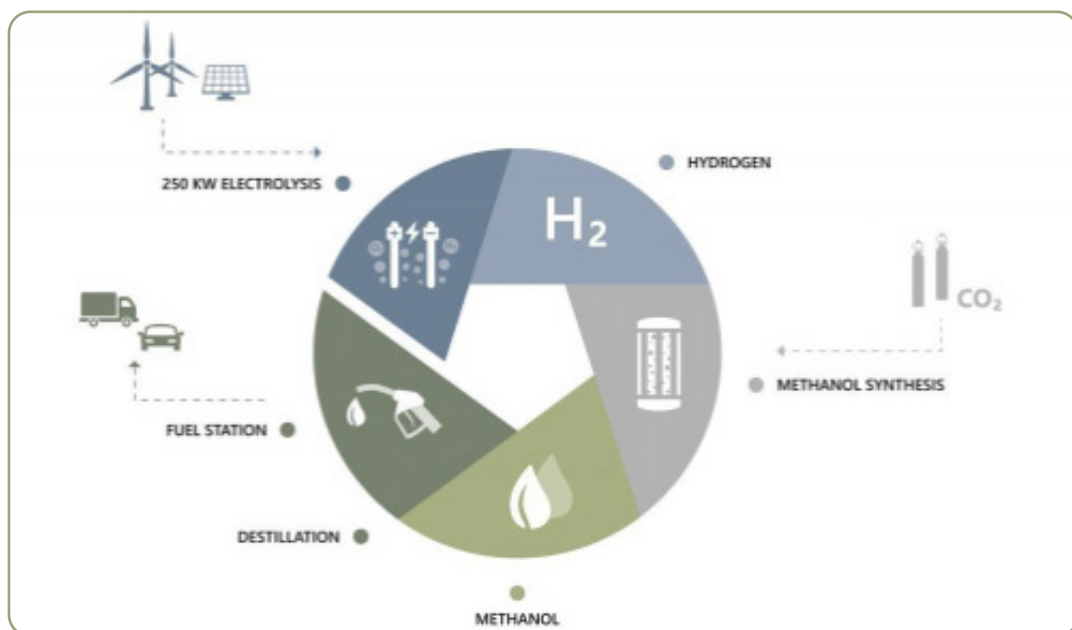 HYDROGEN
250 KW ELECTROLYSIS
H₂
CO₂
METHANOL SYNTHESIS
FUEL STATION
DESTILLATION
METHANOL